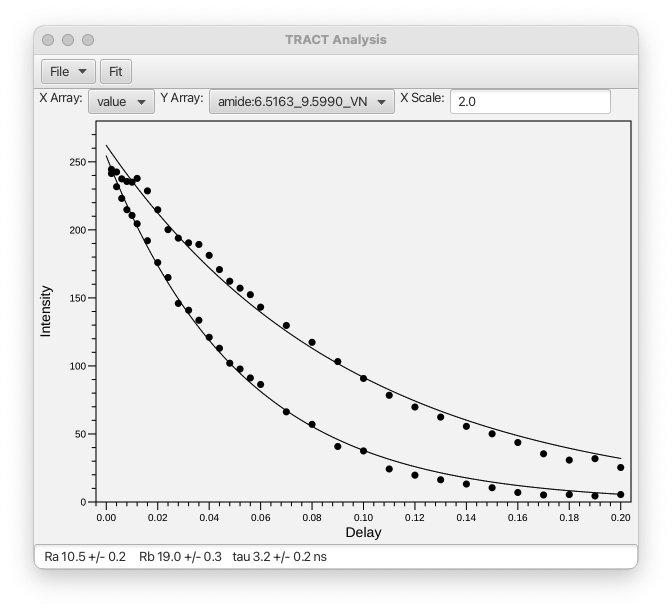 TRACT Analysis
File Fit
X Array: value Y Array: amide:6.5163_9.5990_VN X Scale: 2.0
250
200
150
100
50
0
Intensity
0.00 0.02 0.04 0.06 0.08 0.10 0.12 0.14 0.16 0.18 0.20
Delay
Ra 10.5 +/- 0.2 Rb 19.0 +/- 0.3 tau 3.2 +/- 0.2 ns